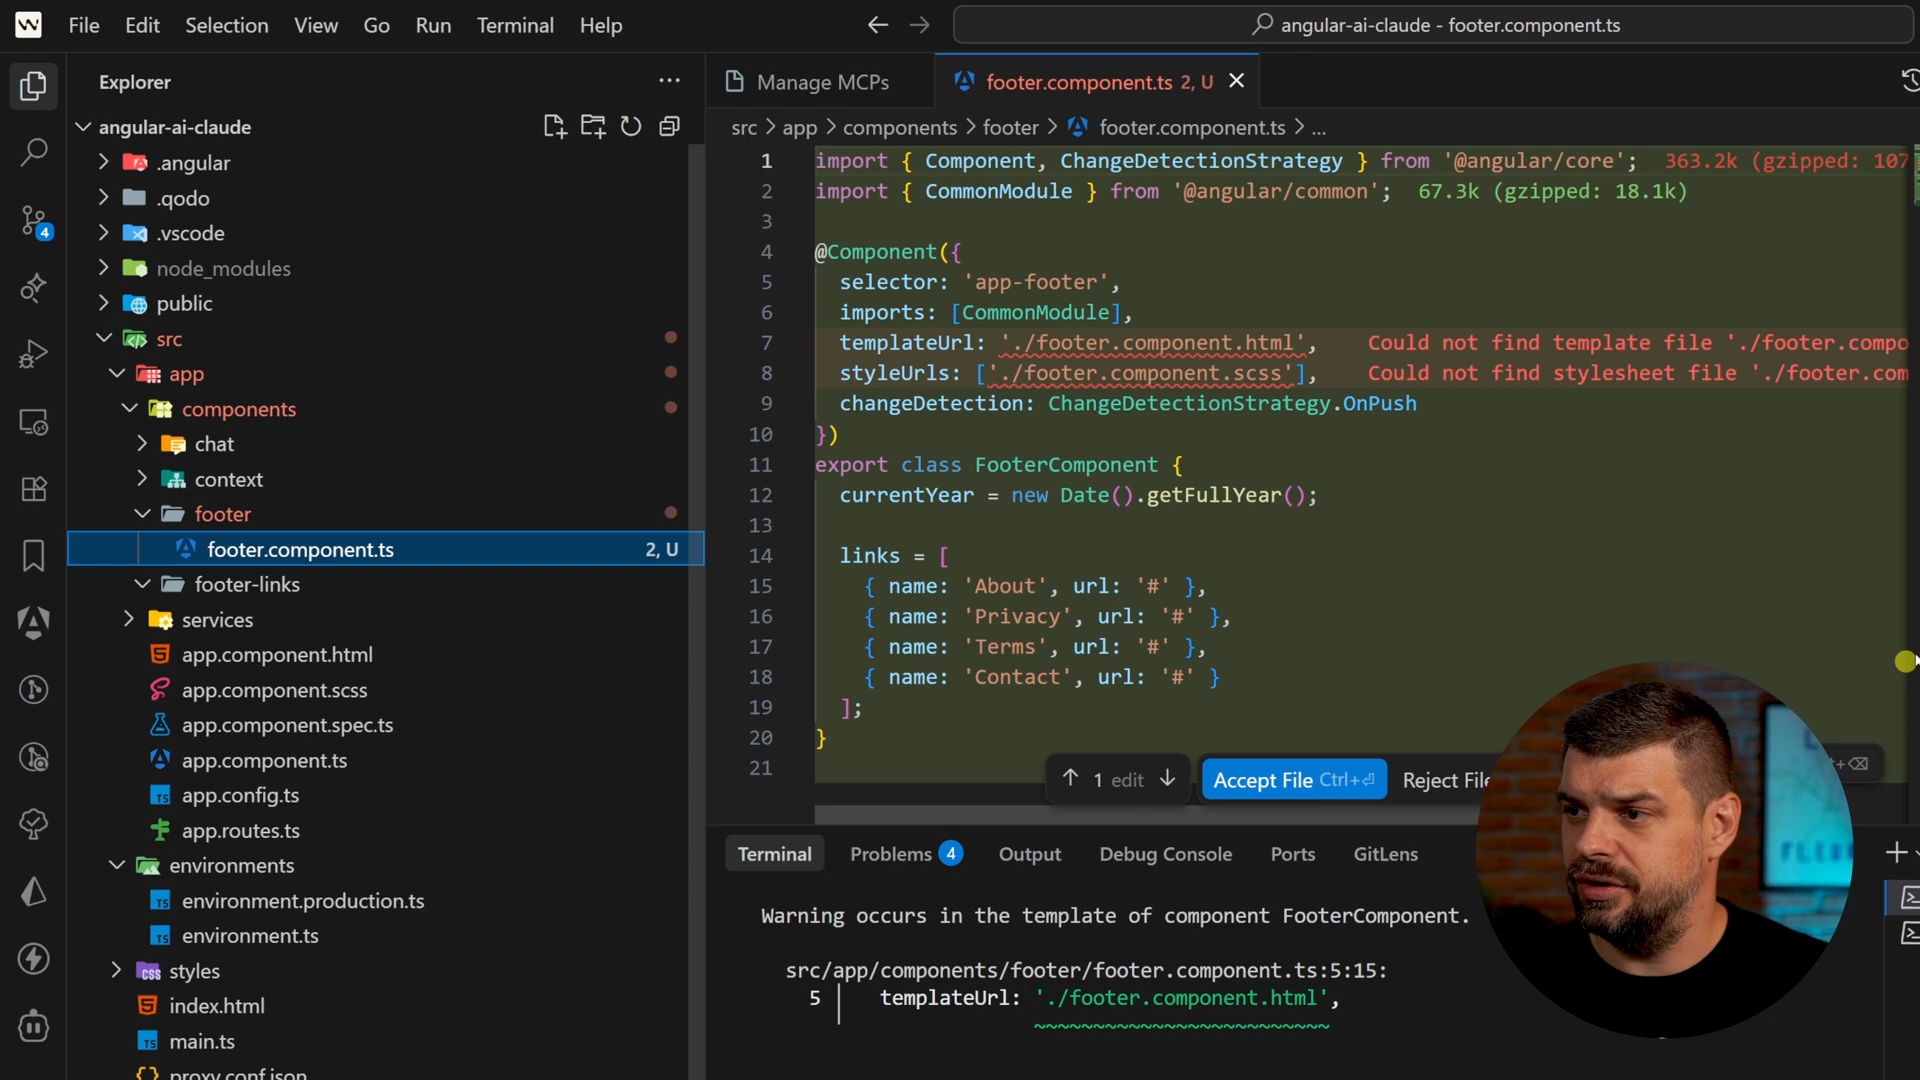 File Edit Selection View Go Run Terminal Help
angular-ai-claude - footer.component.ts
Explorer
angular-ai-claude
.angular
.qodo
.vscode
node_modules
public
src
app
components
chat
context
footer
footer.component.ts 2, U
footer-links
services
app.component.html
app.component.scss
app.component.spec.ts
app.component.ts
app.config.ts
app.routes.ts
environments
environment.production.ts
environment.ts
styles
index.html
main.ts
proxy.conf.json
4
Manage MCPs
footer.component.ts 2, U
src > app > components > footer > footer.component.ts > ...
1 import { Component, ChangeDetectionStrategy } from '@angular/core'; 363.2k (gzipped: 107
2 import { CommonModule } from '@angular/common'; 67.3k (gzipped: 18.1k)
3
4 @Component({
5 selector: 'app-footer',
6 imports: [CommonModule],
7 templateUrl: './footer.component.html', Could not find template file './footer.compo
8 styleUrls: ['./footer.component.scss'], Could not find stylesheet file './footer.com
9 changeDetection: ChangeDetectionStrategy.OnPush
10 })
11 export class FooterComponent {
12 currentYear = new Date().getFullYear();
13
14 links = [
15 { name: 'About', url: '#' },
16 { name: 'Privacy', url: '#' },
17 { name: 'Terms', url: '#' },
18 { name: 'Contact', url: '#' }
19 ];
20 }
21
1 edit
Accept File Ctrl+⏎
Reject File
Terminal Problems 4 Output Debug Console Ports GitLens
Warning occurs in the template of component FooterComponent.
src/app/components/footer/footer.component.ts:5:15:
5 │ templateUrl: './footer.component.html',
~~~~~~~~~~~~~~~~~~~~~~~~